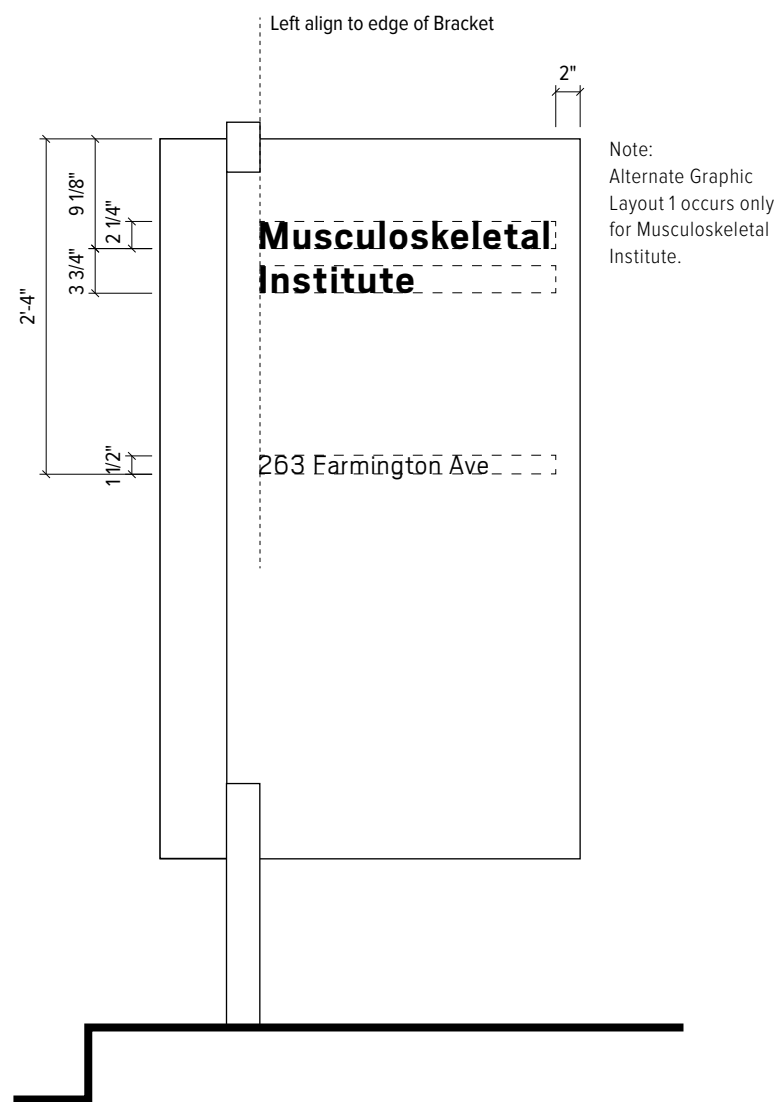 Left align to edge of Bracket
2"
Note:
Alternate Graphic
Layout 1 occurs only
for Musculoskeletal
Institute.
9 1/8"
2 1/4"
3 3/4"
2'-4"
Musculoskeletal
Institute
1 1/2"
263 Farmington Ave